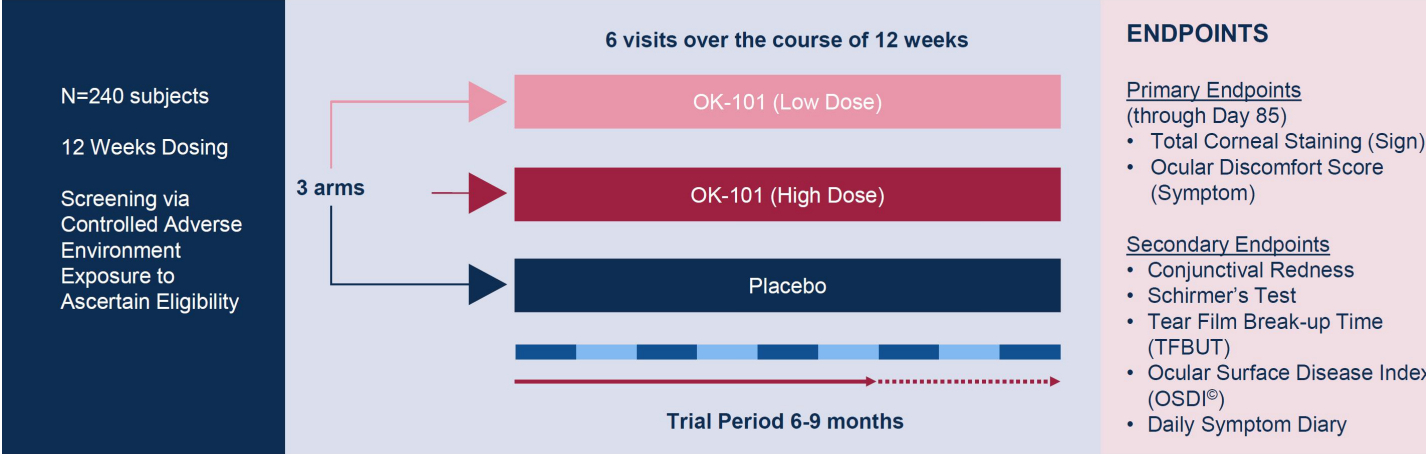 N=240 subjects
12 Weeks Dosing
Screening via
Controlled Adverse
Environment
Exposure to
Ascertain Eligibility
6 visits over the course of 12 weeks
3 arms
OK-101 (Low Dose)
OK-101 (High Dose)
Placebo
Trial Period 6-9 months
ENDPOINTS
Primary Endpoints
(through Day 85)
• Total Corneal Staining (Sign)
• Ocular Discomfort Score
(Symptom)
Secondary Endpoints
• Conjunctival Redness
• Schirmer’s Test
• Tear Film Break-up Time
(TFBUT)
• Ocular Surface Disease Index
(OSDI©)
• Daily Symptom Diary